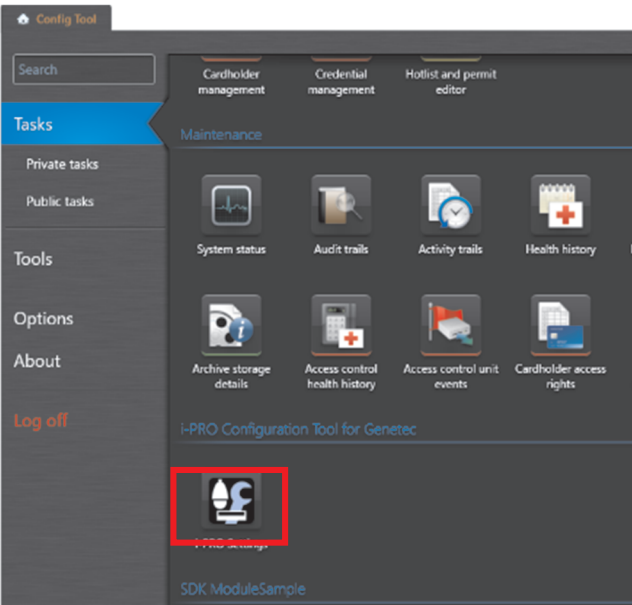 Config Tool
Search
Cardholder
management
Credential
management
Hotlist and permit
editor
Tasks
Maintenance
Private tasks
Public tasks
System status
Audit trails
Activity trails
Health history
Tools
Options
About
Archive storage
details
Access control
health history
Access control unit
events
Cardholder access
rights
Log off
i-PRO Configuration Tool for Genetec
i-PRO Settings
SDK ModuleSample